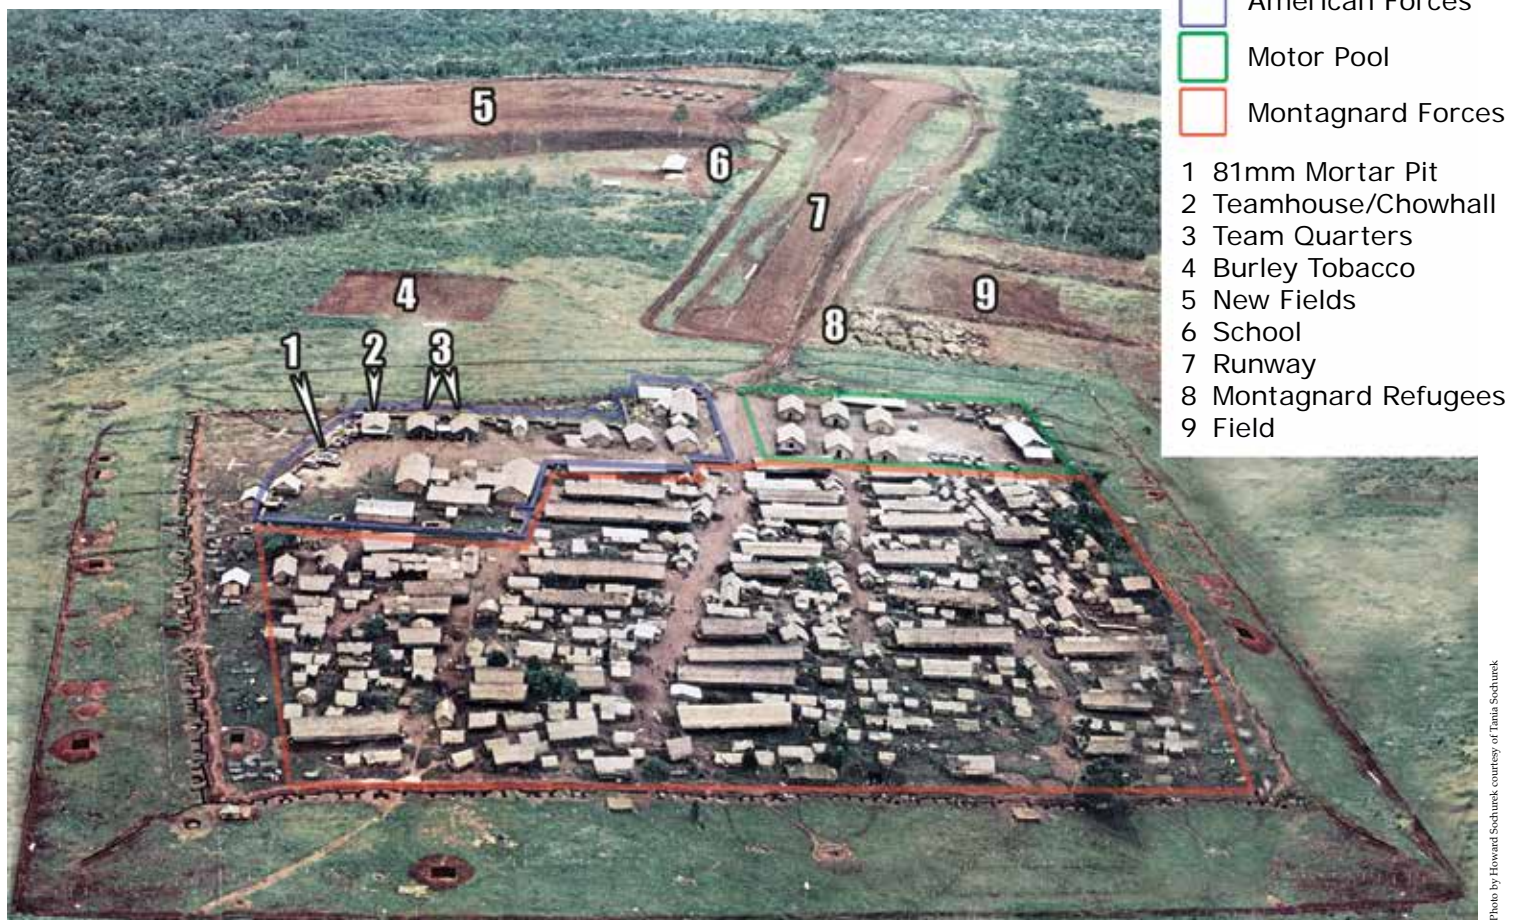 American Forces
Motor Pool
Montagnard Forces
1 81mm Mortar Pit
2 Teamhouse/Chowhall
3 Team Quarters
4 Burley Tobacco
5 New Fields
6 School
7 Runway
8 Montagnard Refugees
9 Field
5
6
7
4
9
8
1
2
3
Photo by Howard Sochurek courtesy of Tania Sochurek